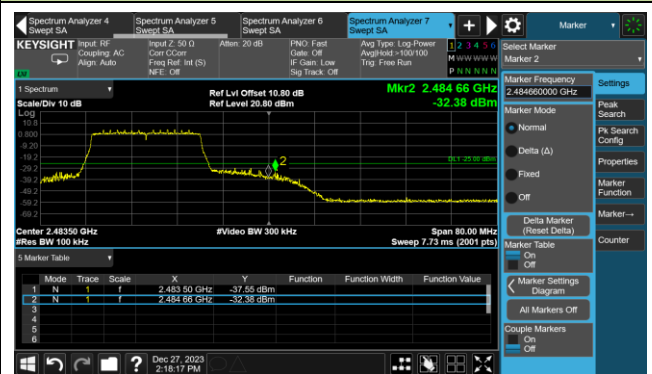 Spectrum Analyzer 4 Spectrum Analyzer 5 Spectrum Analyzer 6 Spectrum Analyzer 7 Marker
Swept SA Swept SA Swept SA Swept SA
KEYSIGHT Input: RF Input Z: 50 Ω Atten: 20 dB PNO: Fast Avg Type: Log-Power 1 2 3 4 5 6 Select Marker
Coupling: AC Corr CCorr Gate: Off Avg|Hold:>100/100 M W W W W W Marker 2
Align: Auto Freq Ref: Int (S) IF Gain: Low Trig: Free Run
NFE: Off Sig Track: Off P N N N N N
1 Spectrum Ref Lvl Offset 10.80 dB Mkr2 2.484 66 GHz Marker Frequency Settings
Scale/Div 10 dB Ref Level 20.80 dBm -32.38 dBm 2.484660000 GHz
Log Marker Mode Peak Search
10.8
0.800 Normal Pk Search Config
-9.20
-19.2 DL1 -25.00 dBm Delta (Δ) Properties
-29.2 2
-39.2 Fixed Marker Function
-49.2
-59.2 Off
-69.2 Marker→
Center 2.48350 GHz #Video BW 300 kHz Span 80.00 MHz Delta Marker
#Res BW 100 kHz Sweep 7.73 ms (2001 pts) (Reset Delta)
5 Marker Table Marker Table Counter
On
Off
Mode Trace Scale X Y Function Function Width Function Value
1 N 1 f 2.483 50 GHz -37.55 dBm Marker Settings
2 N 1 f 2.484 66 GHz -32.38 dBm Diagram
3
4 All Markers Off
5 Couple Markers
6 On
Off
? Dec 27, 2023
2:18:17 PM